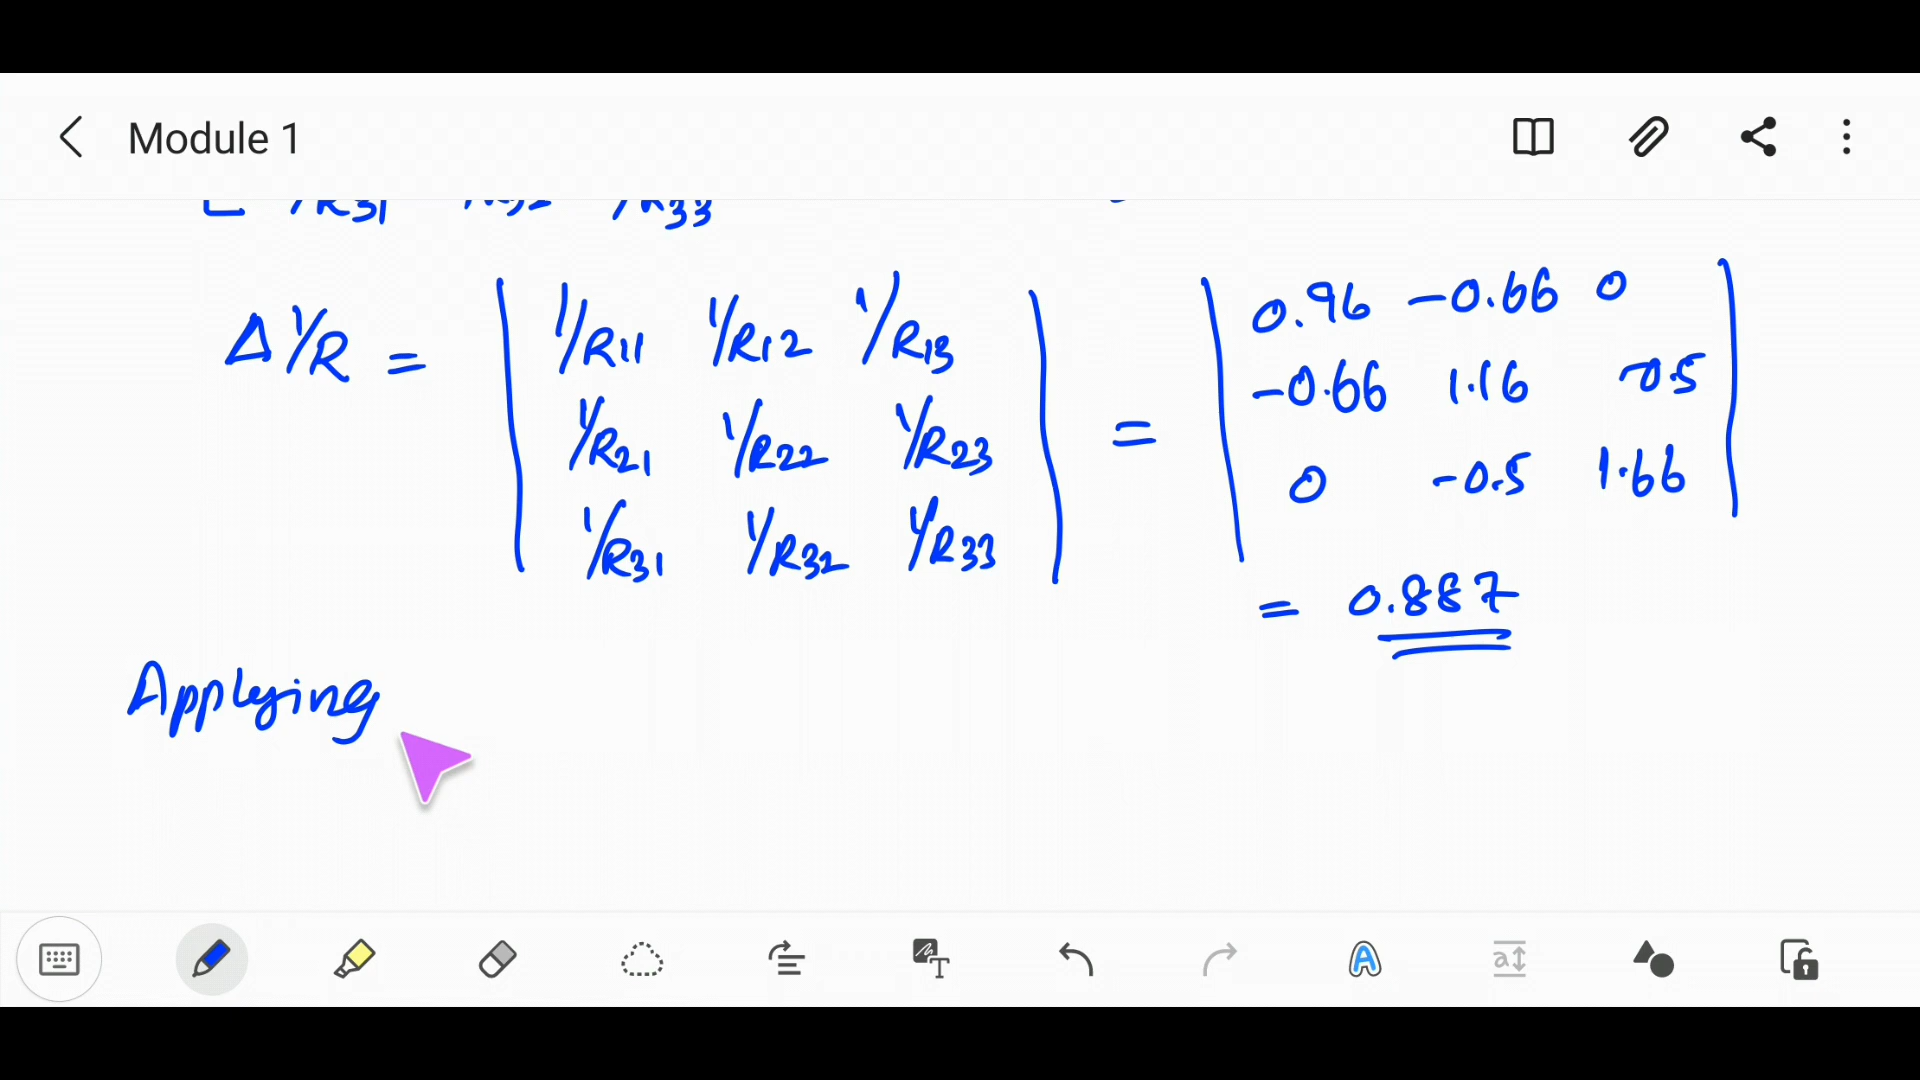 Module 1
Δ 1/R = | 1/R11 1/R12 1/R13 | = | 0.96 -0.66 0 |
| 1/R21 1/R22 1/R23 | | -0.66 1.16 -0.5 |
| 1/R31 1/R32 1/R33 | | 0 -0.5 1.66 |
= 0.887
Applying